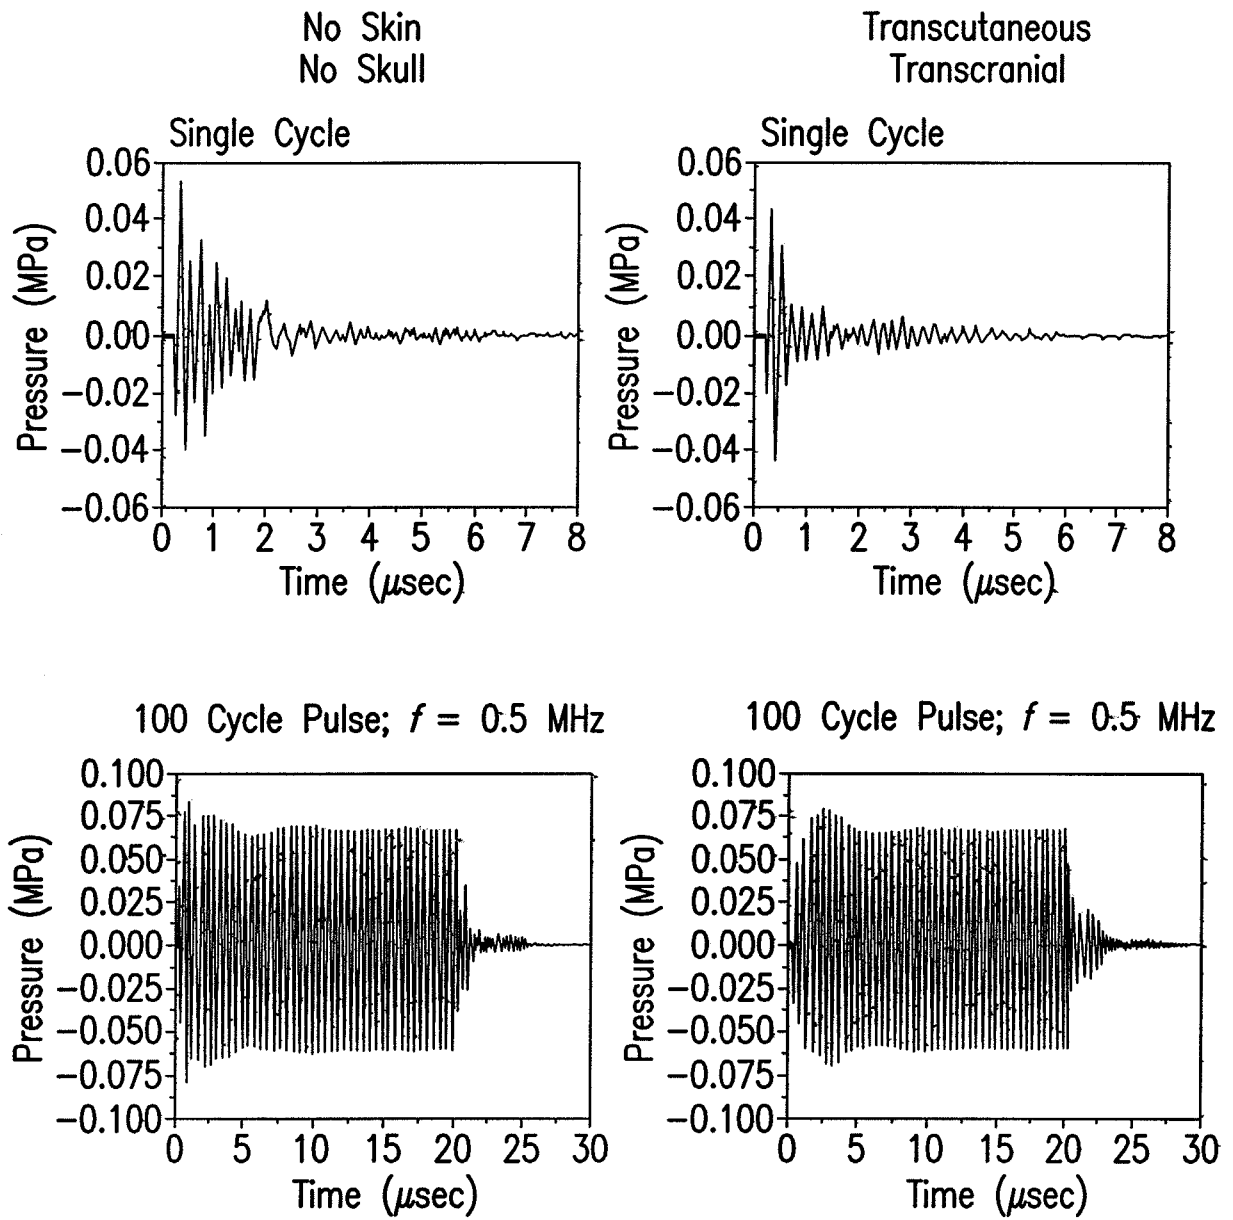 No Skin
No Skull
Transcutaneous
Transcranial
Single Cycle
0.06
0.04
0.02
0.00
−0.02
−0.04
−0.06
Pressure (MPa)
0 1 2 3 4 5 6 7 8
Time (μsec)
Single Cycle
0.06
0.04
0.02
0.00
−0.02
−0.04
−0.06
Pressure (MPa)
0 1 2 3 4 5 6 7 8
Time (μsec)
100 Cycle Pulse; f = 0.5 MHz
0.100
0.075
0.050
0.025
0.000
−0.025
−0.050
−0.075
−0.100
Pressure (MPa)
0 5 10 15 20 25 30
Time (μsec)
100 Cycle Pulse; f = 0.5 MHz
0.100
0.075
0.050
0.025
0.000
−0.025
−0.050
−0.075
−0.100
Pressure (MPa)
0 5 10 15 20 25 30
Time (μsec)